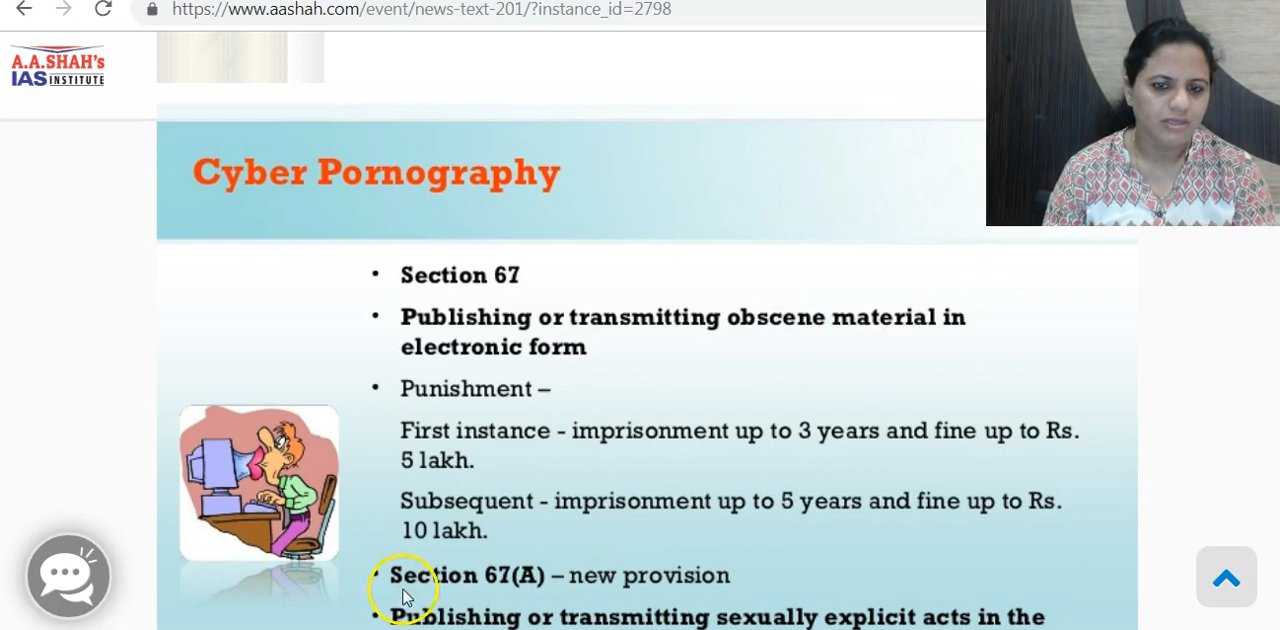 https://www.aashah.com/event/news-text-201/?instance_id=2798
A.A.SHAH's
IAS INSTITUTE
Cyber Pornography
• Section 67
• Publishing or transmitting obscene material in
electronic form
• Punishment –
First instance - imprisonment up to 3 years and fine up to Rs.
5 lakh.
Subsequent - imprisonment up to 5 years and fine up to Rs.
10 lakh.
• Section 67(A) – new provision
• Publishing or transmitting sexually explicit acts in the